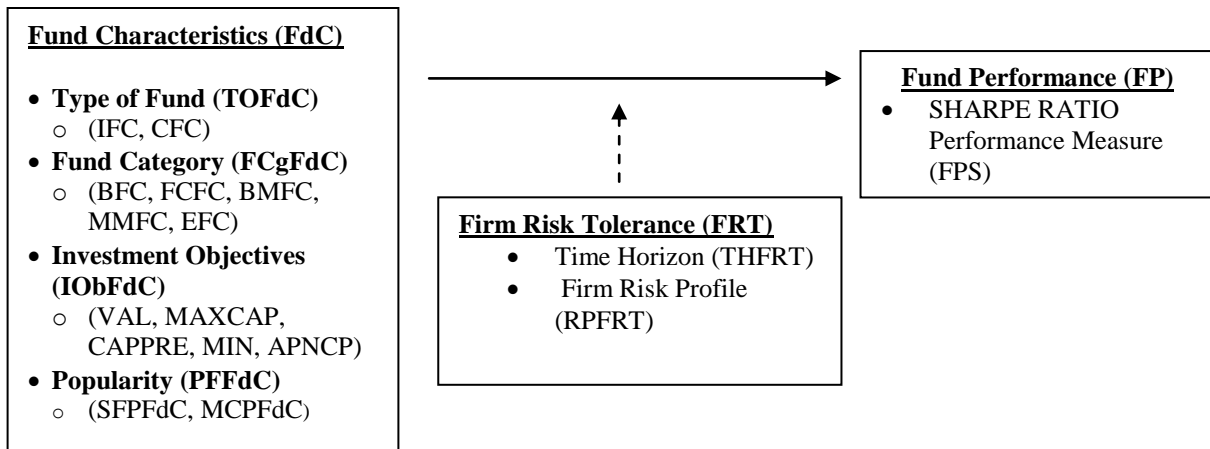 Fund Characteristics (FdC)
• Type of Fund (TOFdC)
o (IFC, CFC)
• Fund Category (FCgFdC)
o (BFC, FCFC, BMFC,
MMFC, EFC)
• Investment Objectives
(IObFdC)
o (VAL, MAXCAP,
CAPPRE, MIN, APNCP)
• Popularity (PFFdC)
o (SFPFdC, MCPFdC)
Firm Risk Tolerance (FRT)
• Time Horizon (THFRT)
• Firm Risk Profile
(RPFRT)
Fund Performance (FP)
• SHARPE RATIO
Performance Measure
(FPS)